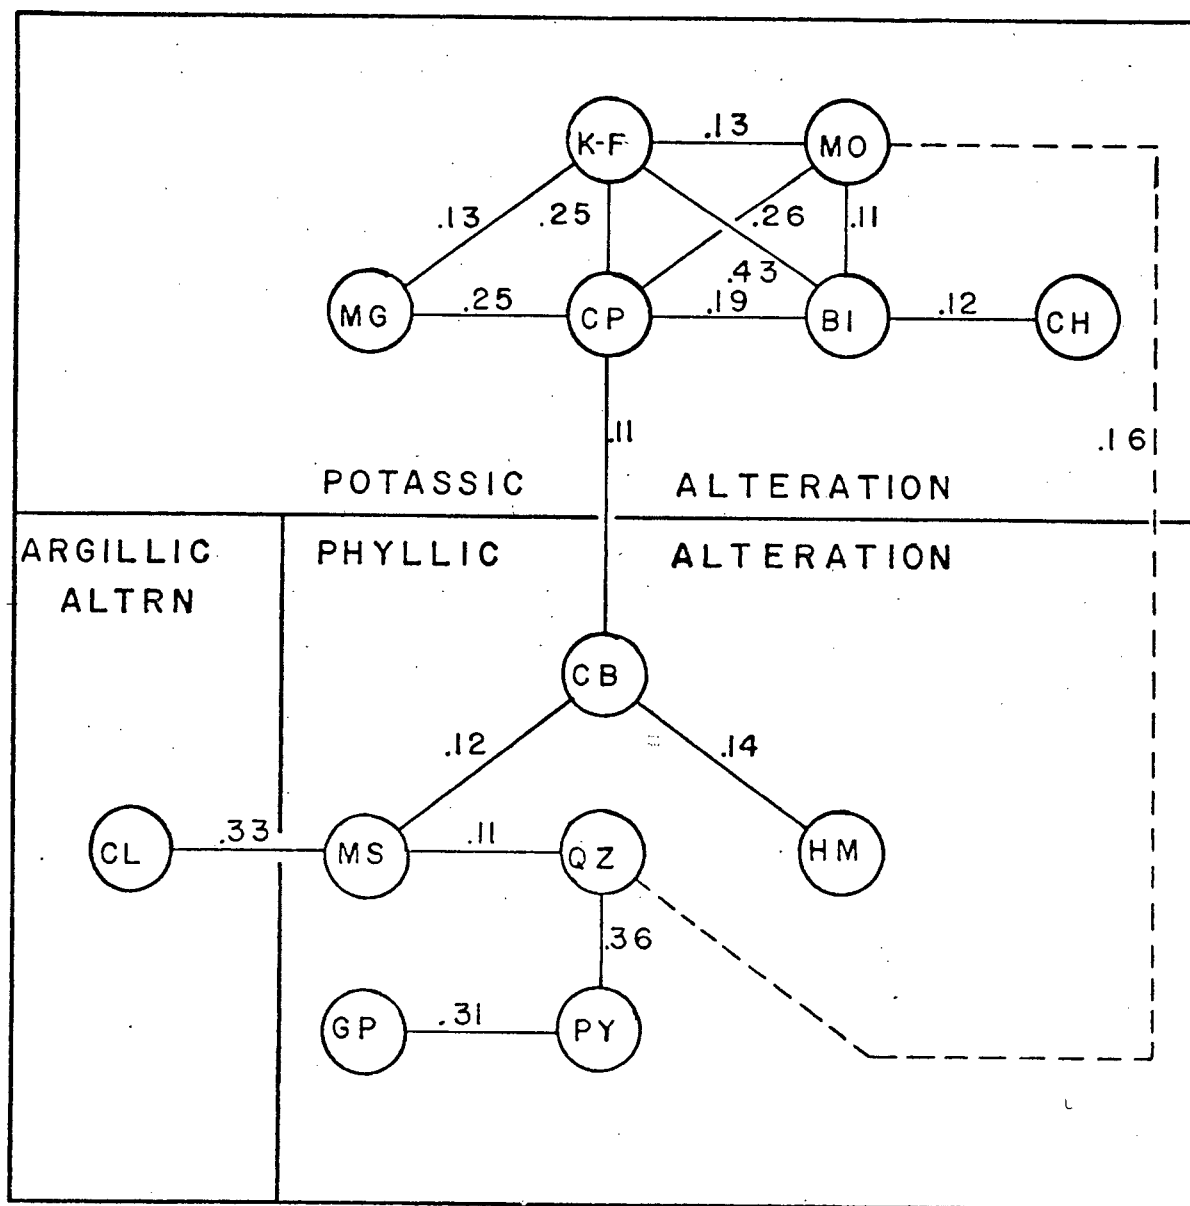 K-F .13 MO
.13 .25 .26 .11
MG .25 CP .43 .19 BI .12 CH
.11 .16
POTASSIC ALTERATION
ARGILLIC ALTRN
PHYLLIC ALTERATION
CB
.12 .14
CL .33 MS .11 QZ HM
.36
GP .31 PY